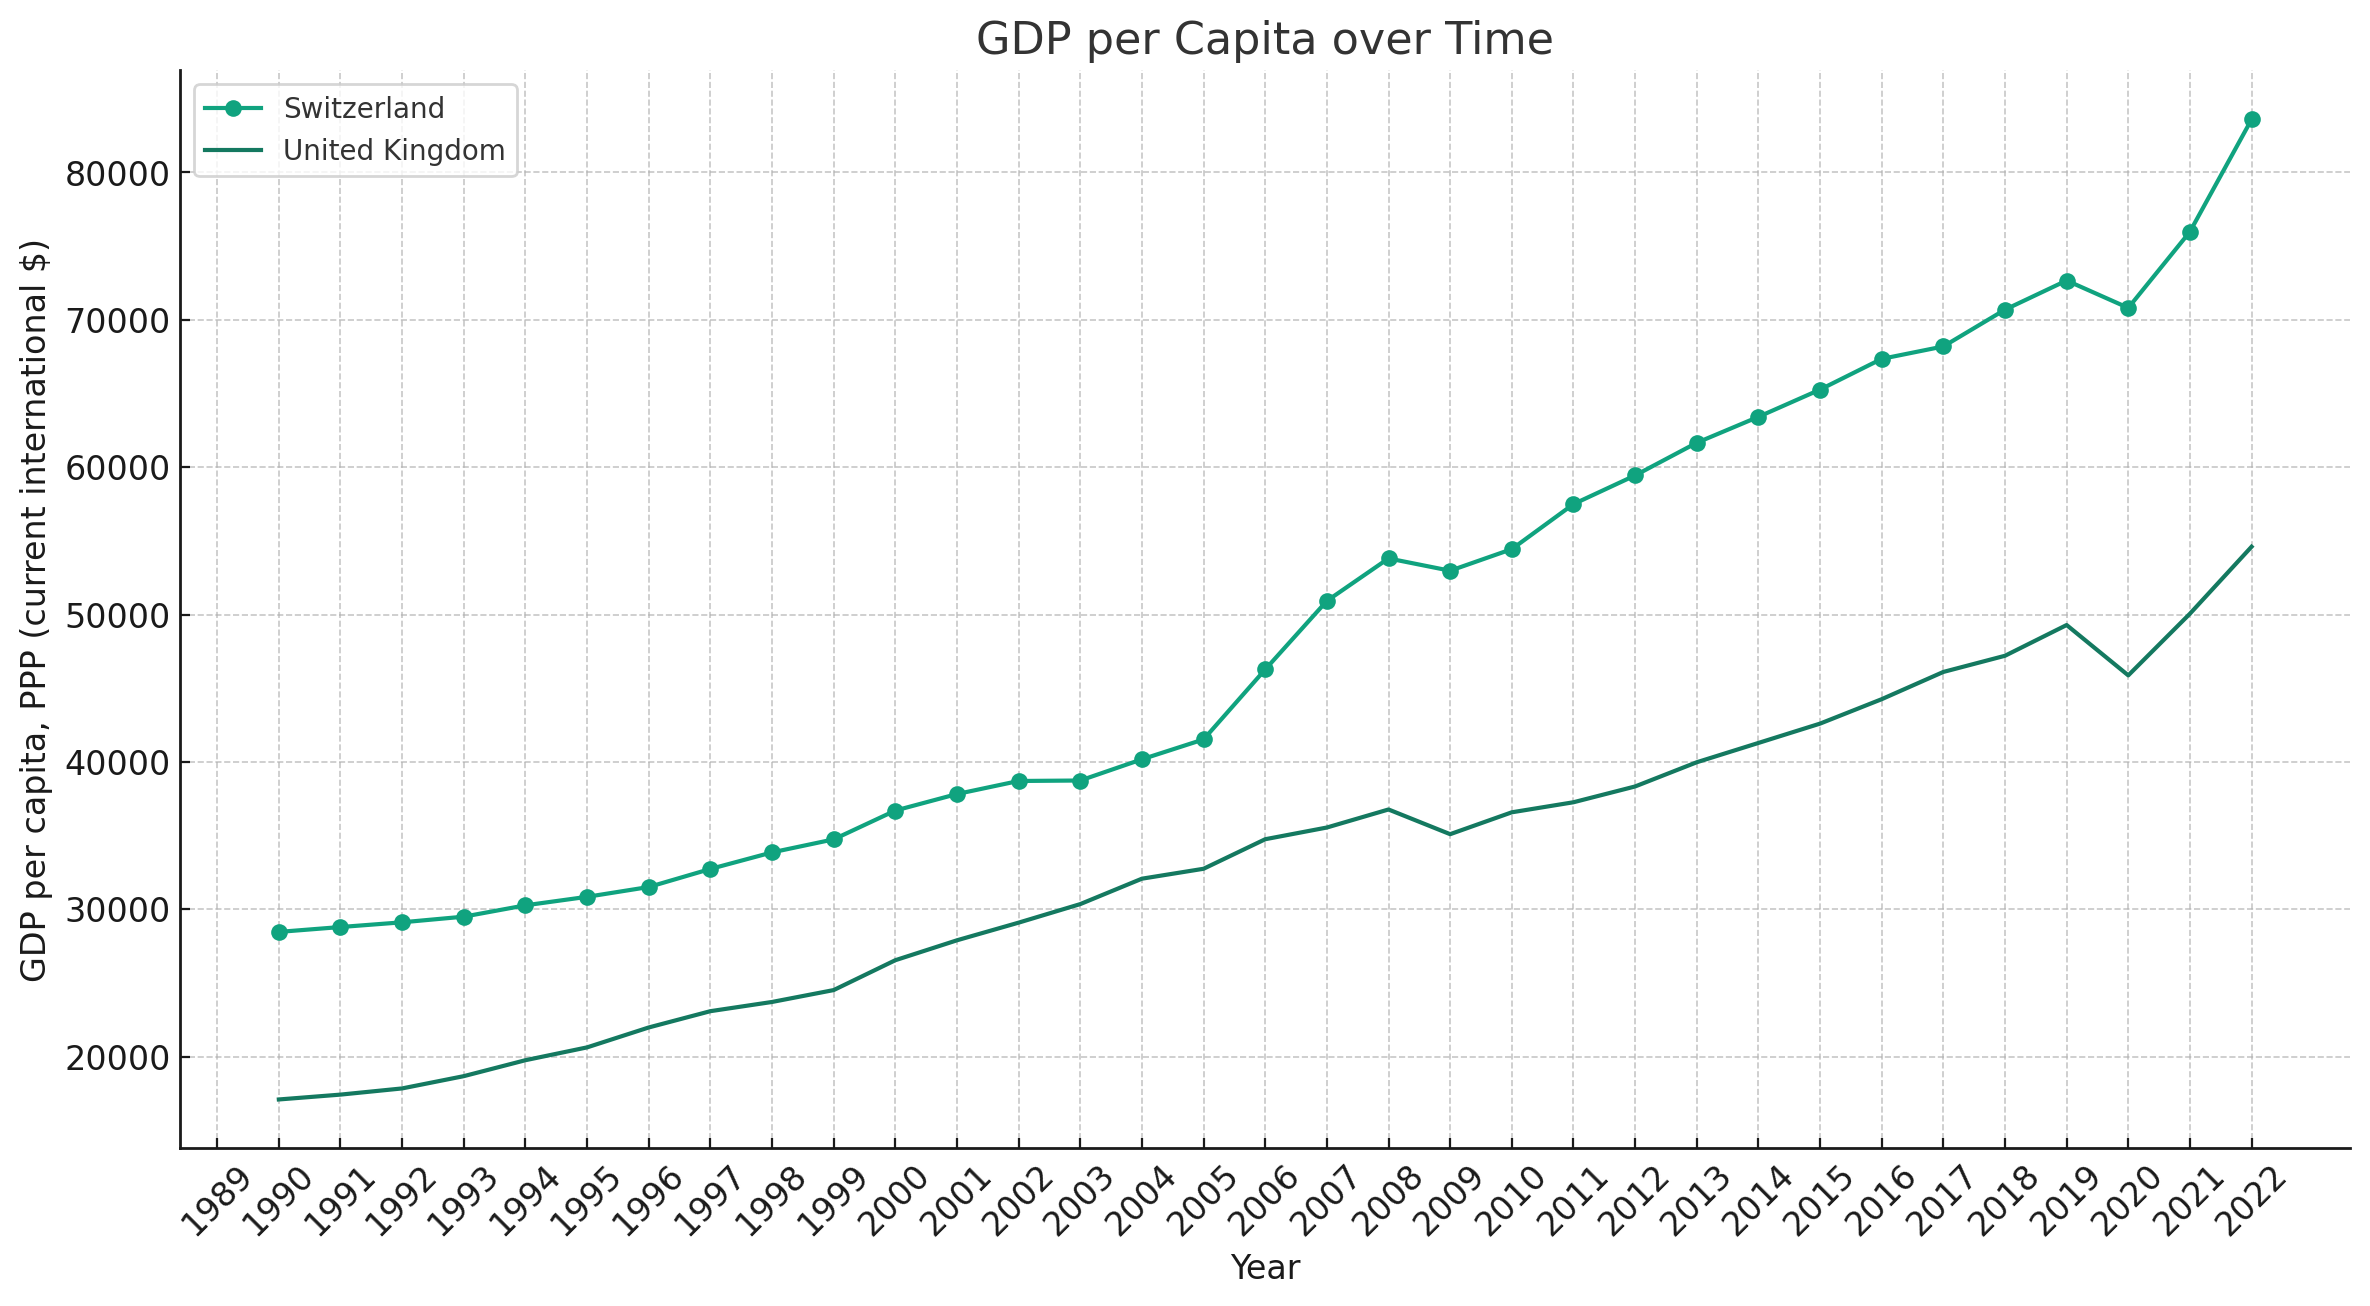 GDP per Capita over Time
Switzerland
United Kingdom
GDP per capita, PPP (current international $)
80000
70000
60000
50000
40000
30000
20000
1989 1990 1991 1992 1993 1994 1995 1996 1997 1998 1999 2000 2001 2002 2003 2004 2005 2006 2007 2008 2009 2010 2011 2012 2013 2014 2015 2016 2017 2018 2019 2020 2021 2022
Year